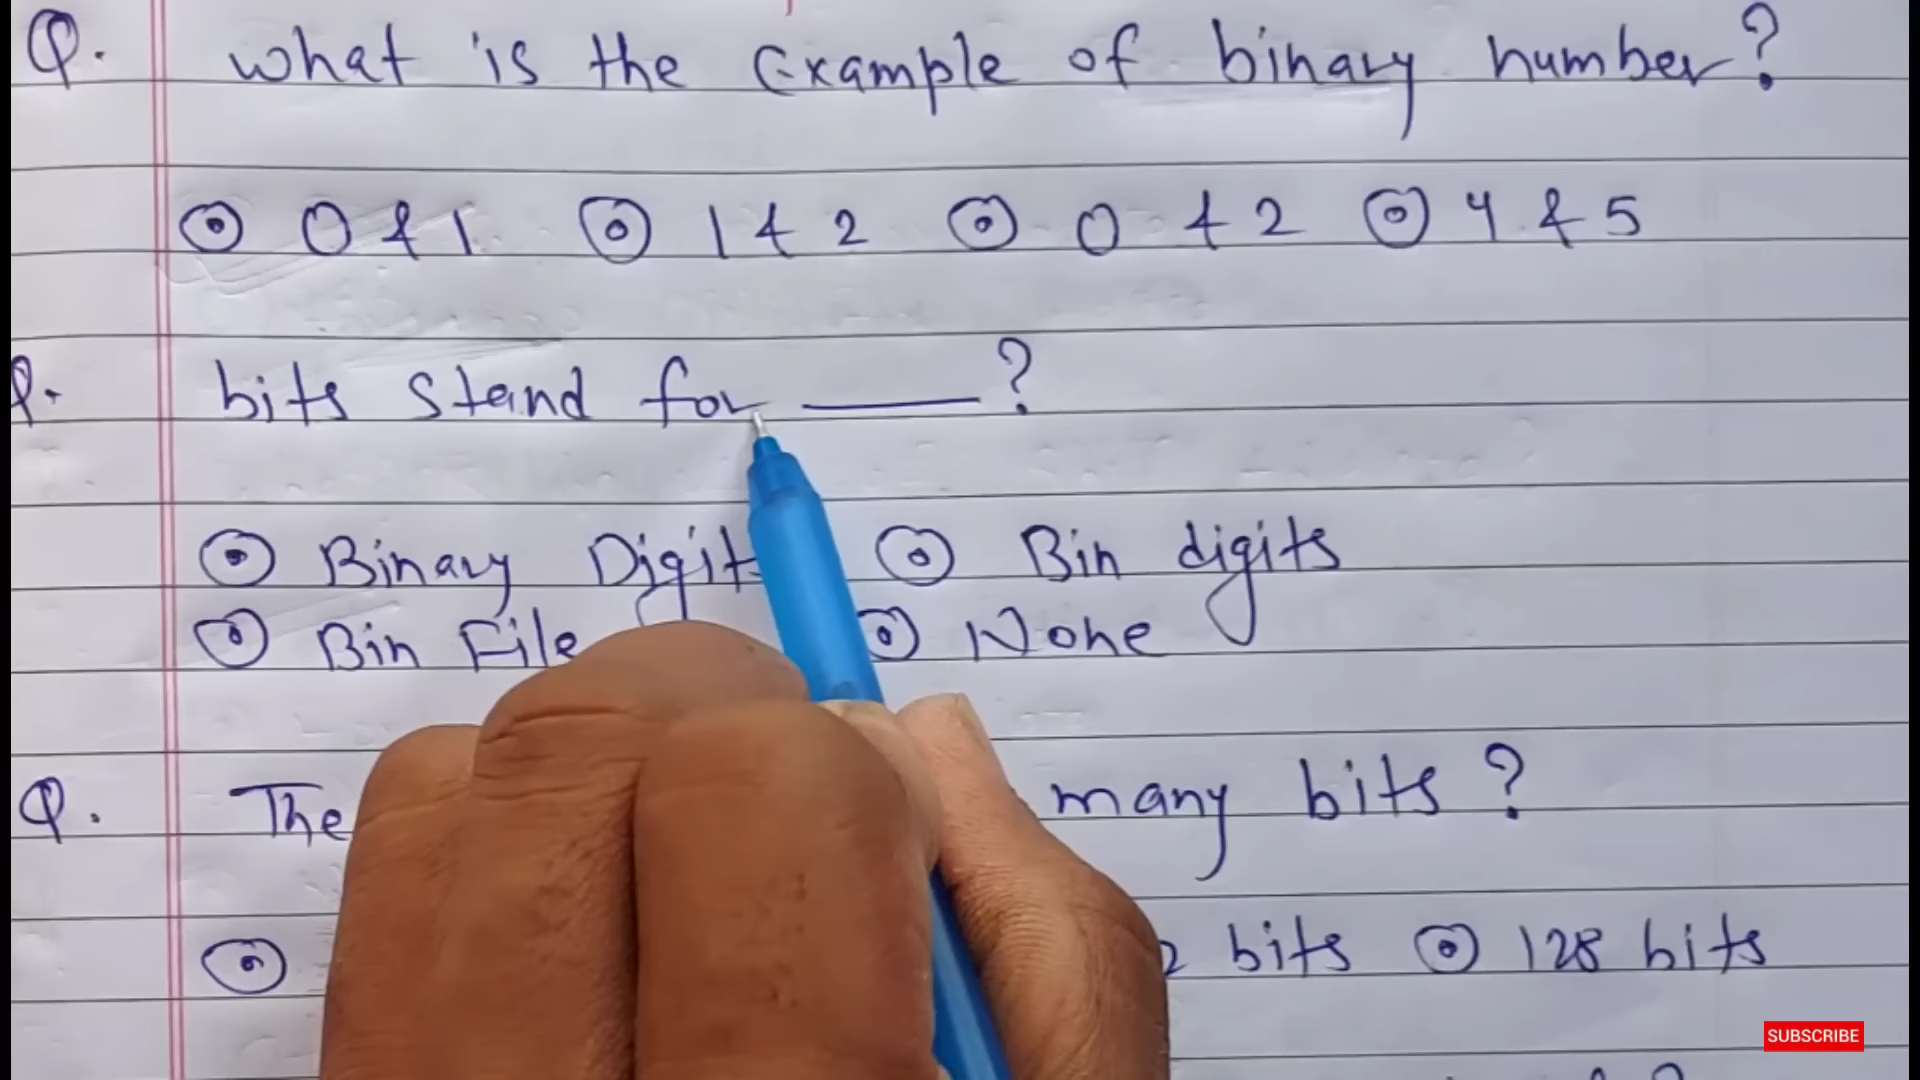 Q. What is the Example of binary number?
0 & 1 1 & 2 0 & 2 4 & 5
Q. bits stand for ____?
Binary Digit Bin digits
Bin File None
Q. The many bits?
bits 128 bits
SUBSCRIBE